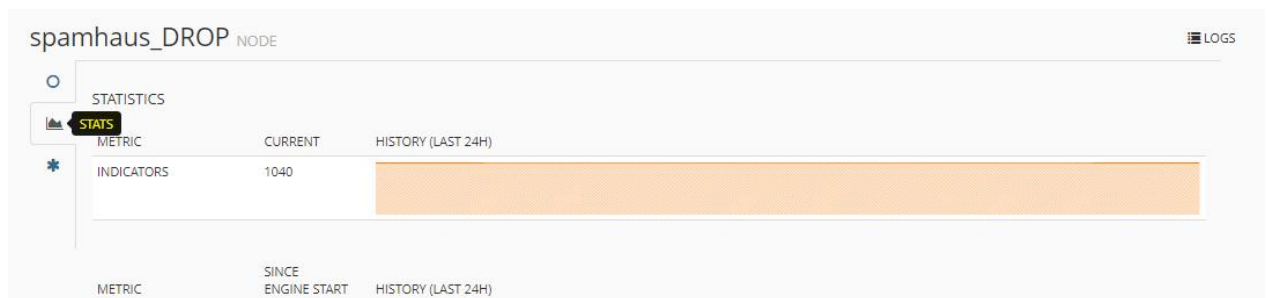 spamhaus_DROP NODE
LOGS
STATISTICS
STATS
METRIC CURRENT HISTORY (LAST 24H)
INDICATORS 1040
SINCE
METRIC ENGINE START HISTORY (LAST 24H)